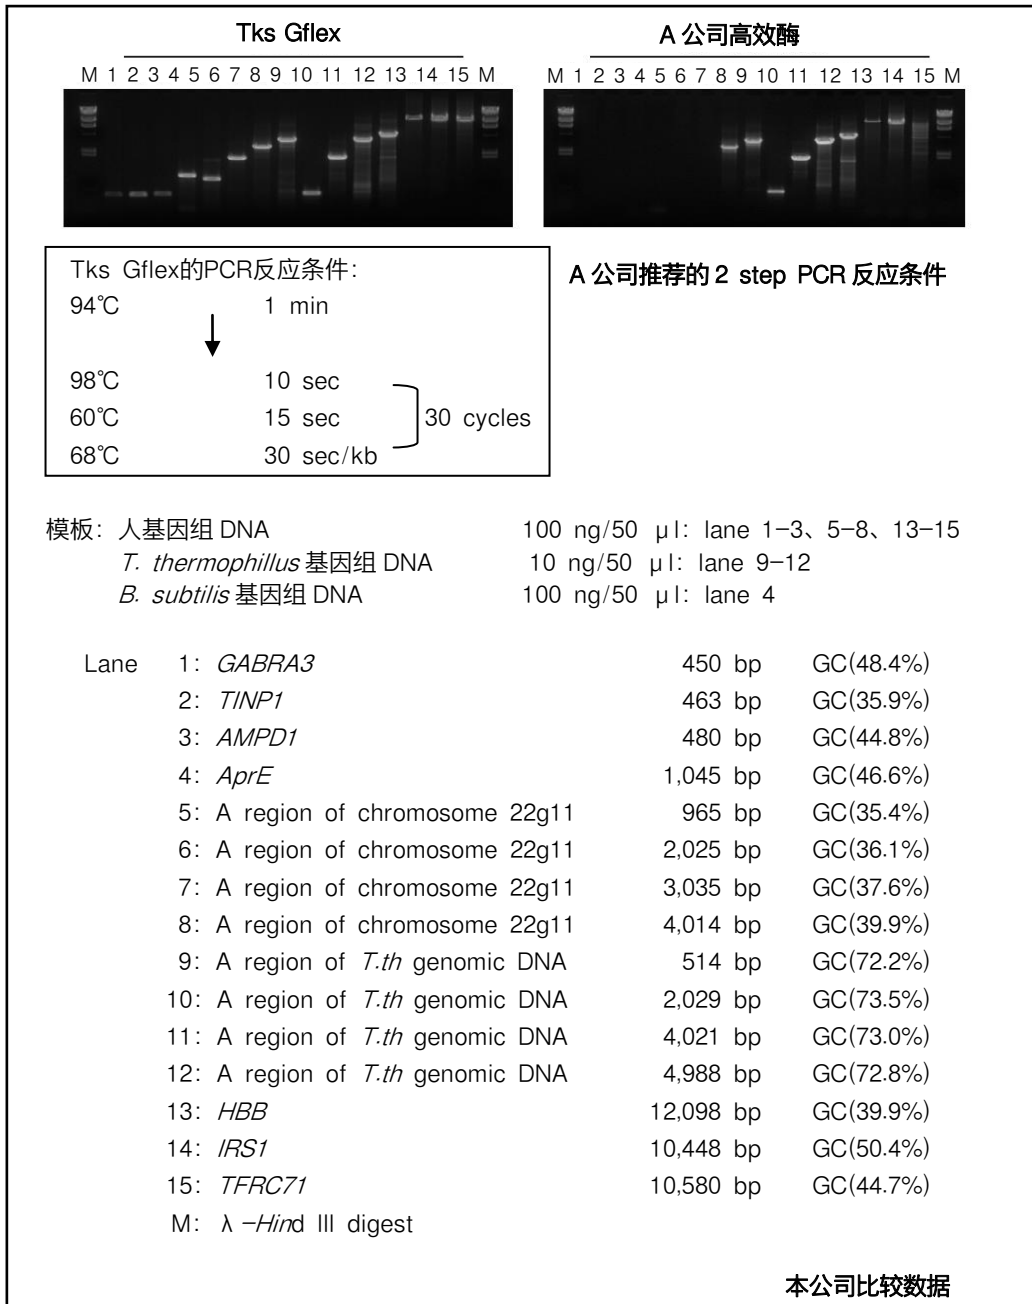 Tks Gflex
A 公司高效酶
M 1 2 3 4 5 6 7 8 9 10 11 12 13 14 15 M
M 1 2 3 4 5 6 7 8 9 10 11 12 13 14 15 M
Tks Gflex的PCR反应条件:
94℃ 1 min
98℃ 10 sec
60℃ 15 sec 30 cycles
68℃ 30 sec/kb
A 公司推荐的 2 step PCR 反应条件
模板: 人基因组 DNA 100 ng/50 μl: lane 1-3、5-8、13-15
T. thermophillus 基因组 DNA 10 ng/50 μl: lane 9-12
B. subtilis 基因组 DNA 100 ng/50 μl: lane 4
Lane 1: GABRA3 450 bp GC(48.4%)
2: TINP1 463 bp GC(35.9%)
3: AMPD1 480 bp GC(44.8%)
4: AprE 1,045 bp GC(46.6%)
5: A region of chromosome 22g11 965 bp GC(35.4%)
6: A region of chromosome 22g11 2,025 bp GC(36.1%)
7: A region of chromosome 22g11 3,035 bp GC(37.6%)
8: A region of chromosome 22g11 4,014 bp GC(39.9%)
9: A region of T.th genomic DNA 514 bp GC(72.2%)
10: A region of T.th genomic DNA 2,029 bp GC(73.5%)
11: A region of T.th genomic DNA 4,021 bp GC(73.0%)
12: A region of T.th genomic DNA 4,988 bp GC(72.8%)
13: HBB 12,098 bp GC(39.9%)
14: IRS1 10,448 bp GC(50.4%)
15: TFRC71 10,580 bp GC(44.7%)
M: λ-Hind III digest
本公司比较数据